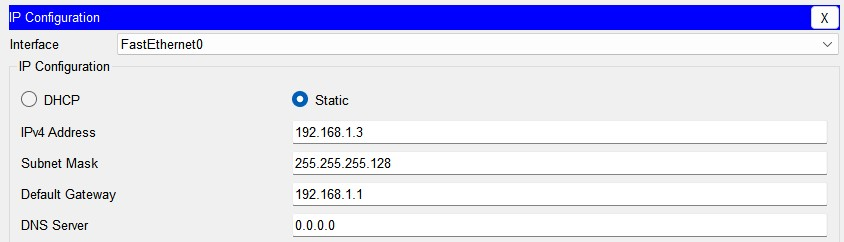 IP Configuration X
Interface FastEthernet0
IP Configuration
DHCP Static
IPv4 Address 192.168.1.3
Subnet Mask 255.255.255.128
Default Gateway 192.168.1.1
DNS Server 0.0.0.0